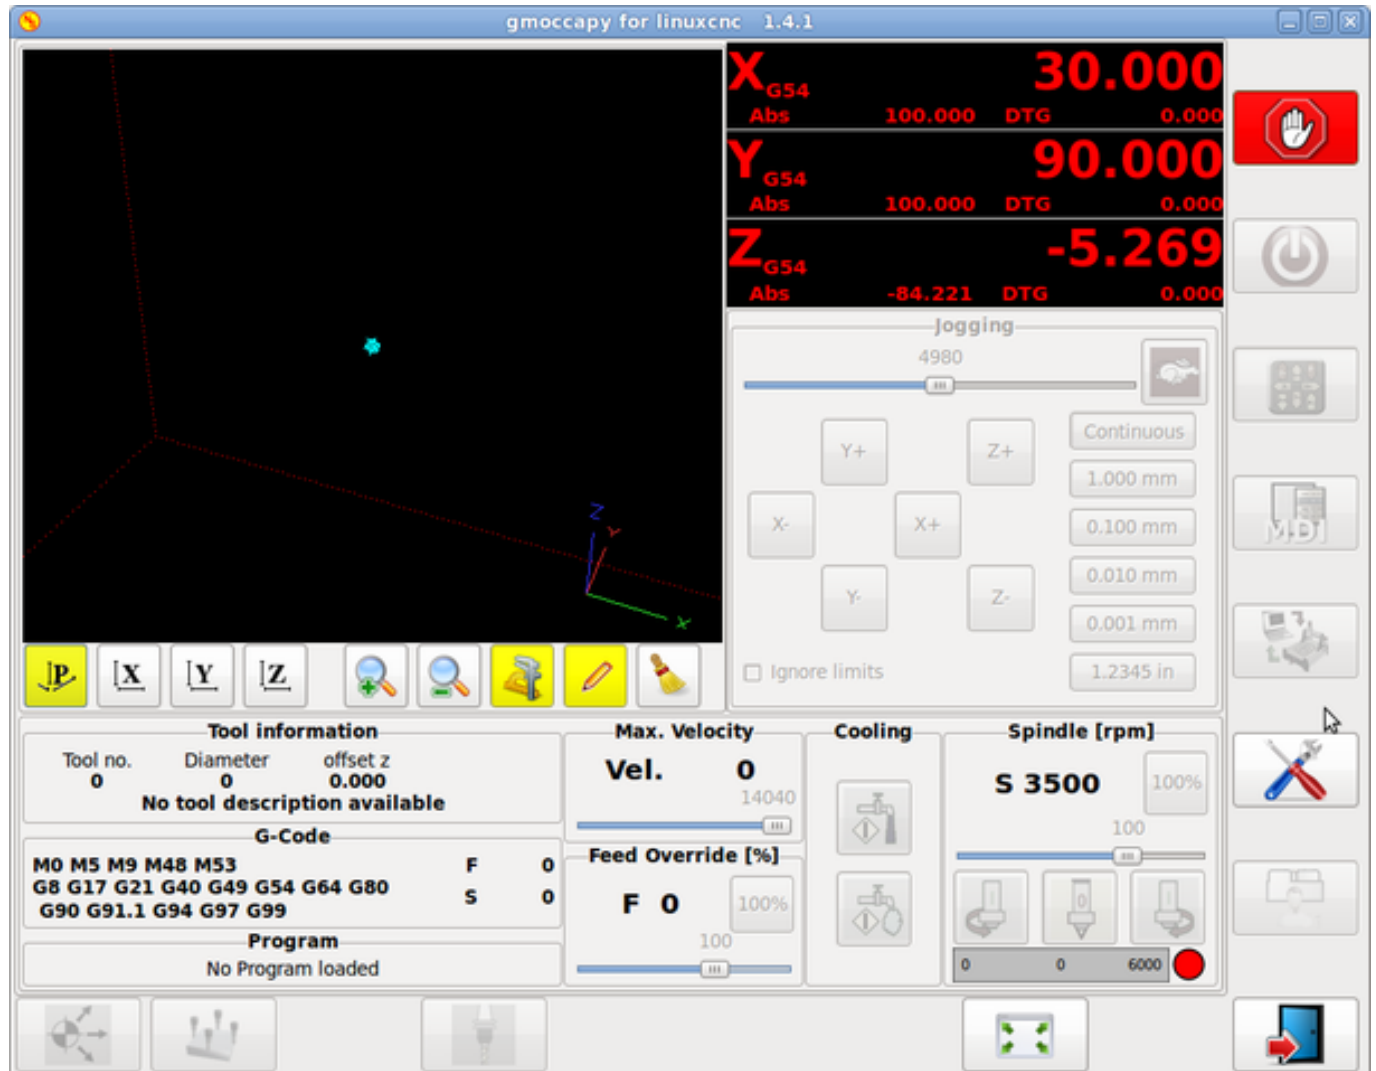 gmoccapy for linuxcnc 1.4.1
X G54 30.000
Abs 100.000 DTG 0.000
Y G54 90.000
Abs 100.000 DTG 0.000
Z G54 -5.269
Abs -84.221 DTG 0.000
Jogging
4980
Continuous
Y+ Z+
1.000 mm
X- X+
0.100 mm
0.010 mm
Y- Z-
0.001 mm
Ignore limits
1.2345 in
MDI
Z
Y
X
P X Y Z
Tool information
Tool no. Diameter offset z
0 0 0.000
No tool description available
G-Code
M0 M5 M9 M48 M53 F 0
G8 G17 G21 G40 G49 G54 G64 G80 S 0
G90 G91.1 G94 G97 G99
Program
No Program loaded
Max. Velocity
Vel. 0
14040
Feed Override [%]
F 0 100%
100
Cooling
Spindle [rpm]
S 3500 100%
100
0
0 0 6000